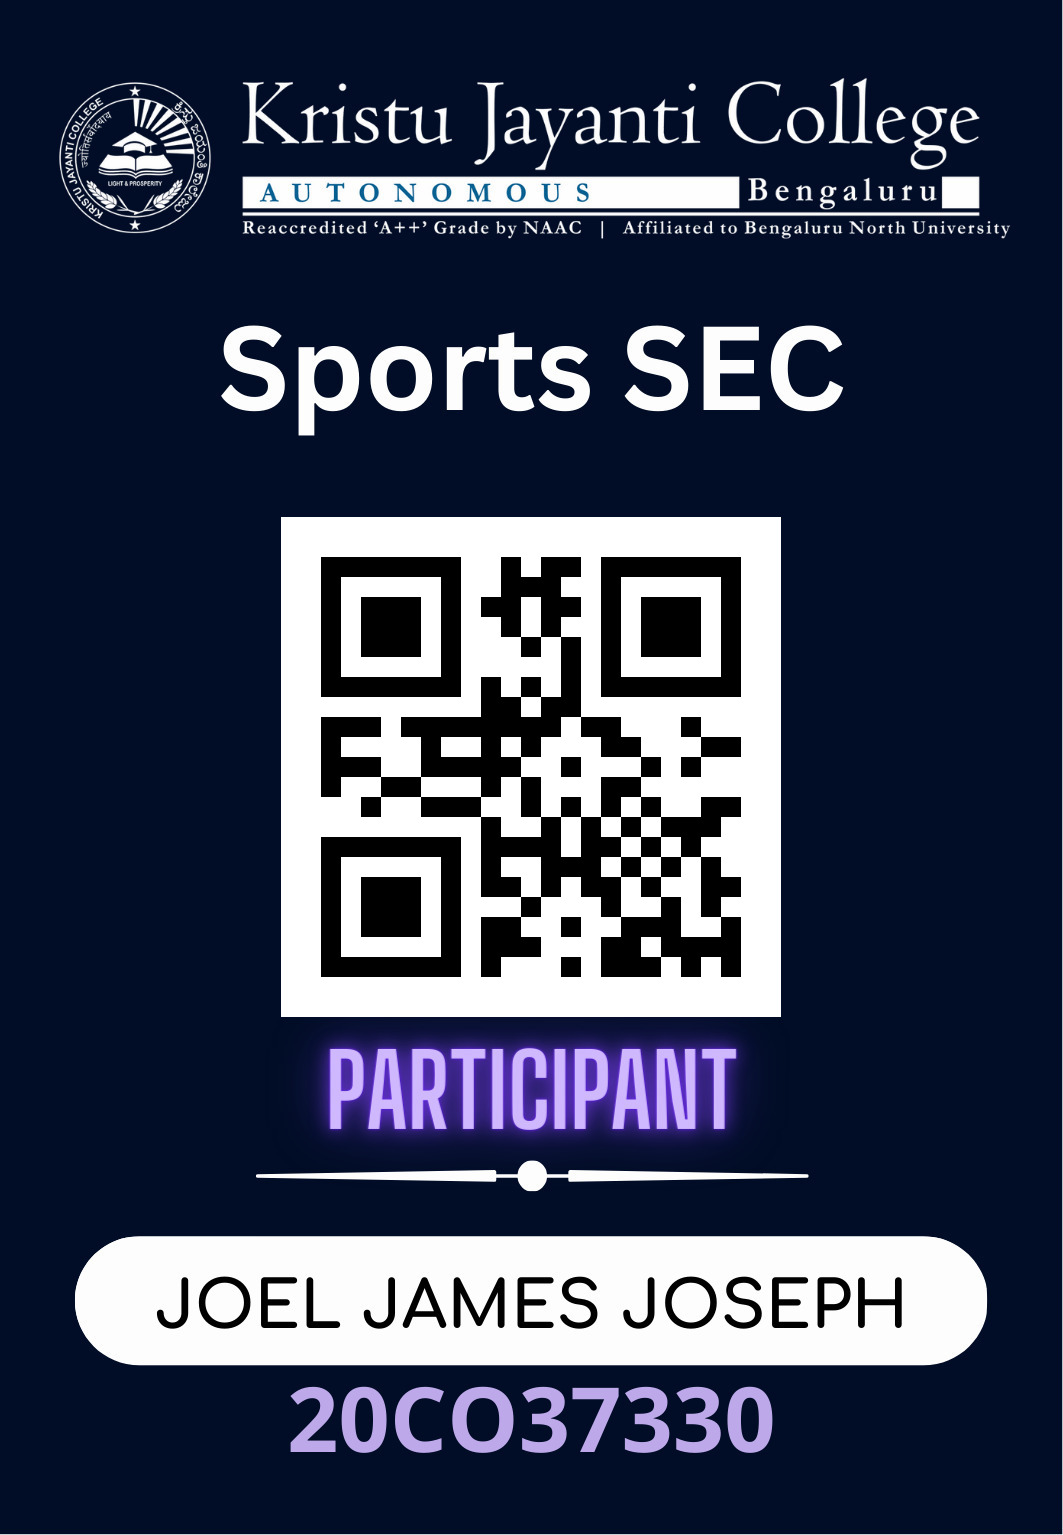 KRISTU JAYANTI COLLEGE
ಕ್ರಿಸ್ತು ಜಯಂತಿ ಕಾಲೇಜು
LIGHT & PROSPERITY
Kristu Jayanti College
AUTONOMOUS Bengaluru
Reaccredited ‘A++’ Grade by NAAC | Affiliated to Bengaluru North University
Sports SEC
PARTICIPANT
JOEL JAMES JOSEPH
20CO37330